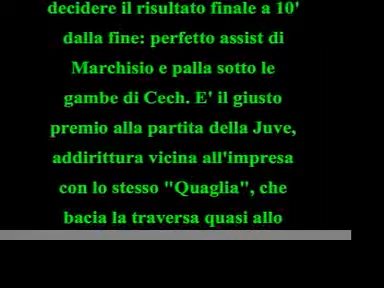 decidere il risultato finale a 10'
dalla fine: perfetto assist di
Marchisio e palla sotto le
gambe di Cech. E' il giusto
premio alla partita della Juve,
addirittura vicina all'impresa
con lo stesso "Quaglia", che
bacia la traversa quasi allo